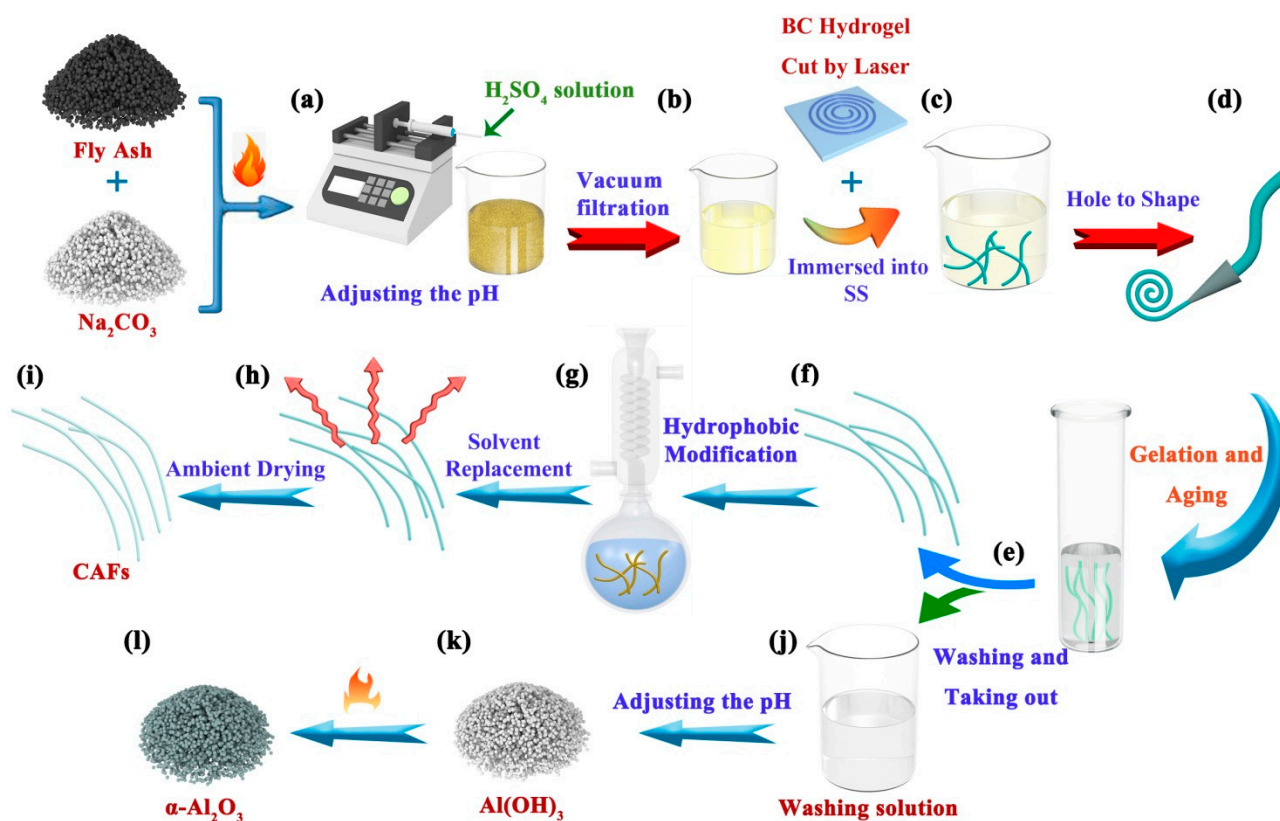 Fly Ash
+
Na₂CO₃
(a)
H₂SO₄ solution
Adjusting the pH
Vacuum
filtration
(b)
BC Hydrogel
Cut by Laser
+
Immersed into
SS
(c)
Hole to Shape
(d)
(i)
CAFs
Ambient Drying
(h)
Solvent
Replacement
(g)
Hydrophobic
Modification
(f)
Gelation and
Aging
(e)
Washing and
Taking out
(l)
α-Al₂O₃
(k)
Al(OH)₃
Adjusting the pH
(j)
Washing solution